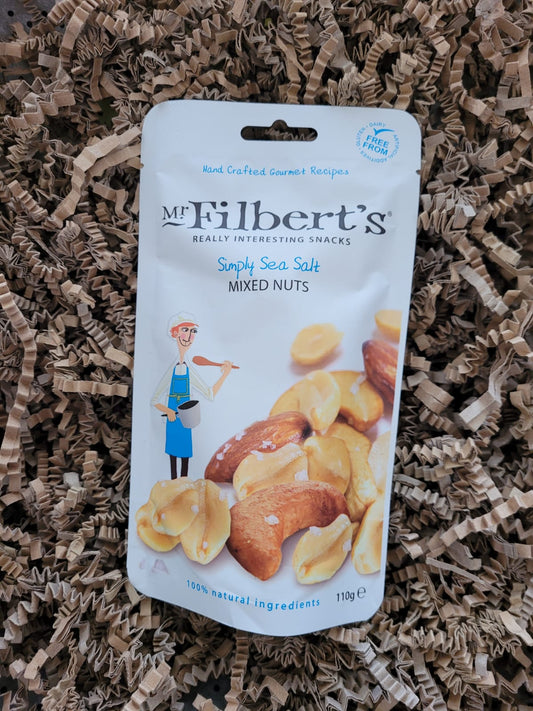 GLUTEN • DAIRY • ARTIFICIAL ADDITIVES •
FREE FROM
Hand Crafted Gourmet Recipes
Mr Filbert's®
REALLY INTERESTING SNACKS
Simply Sea Salt
MIXED NUTS
100% natural ingredients
110g ℮